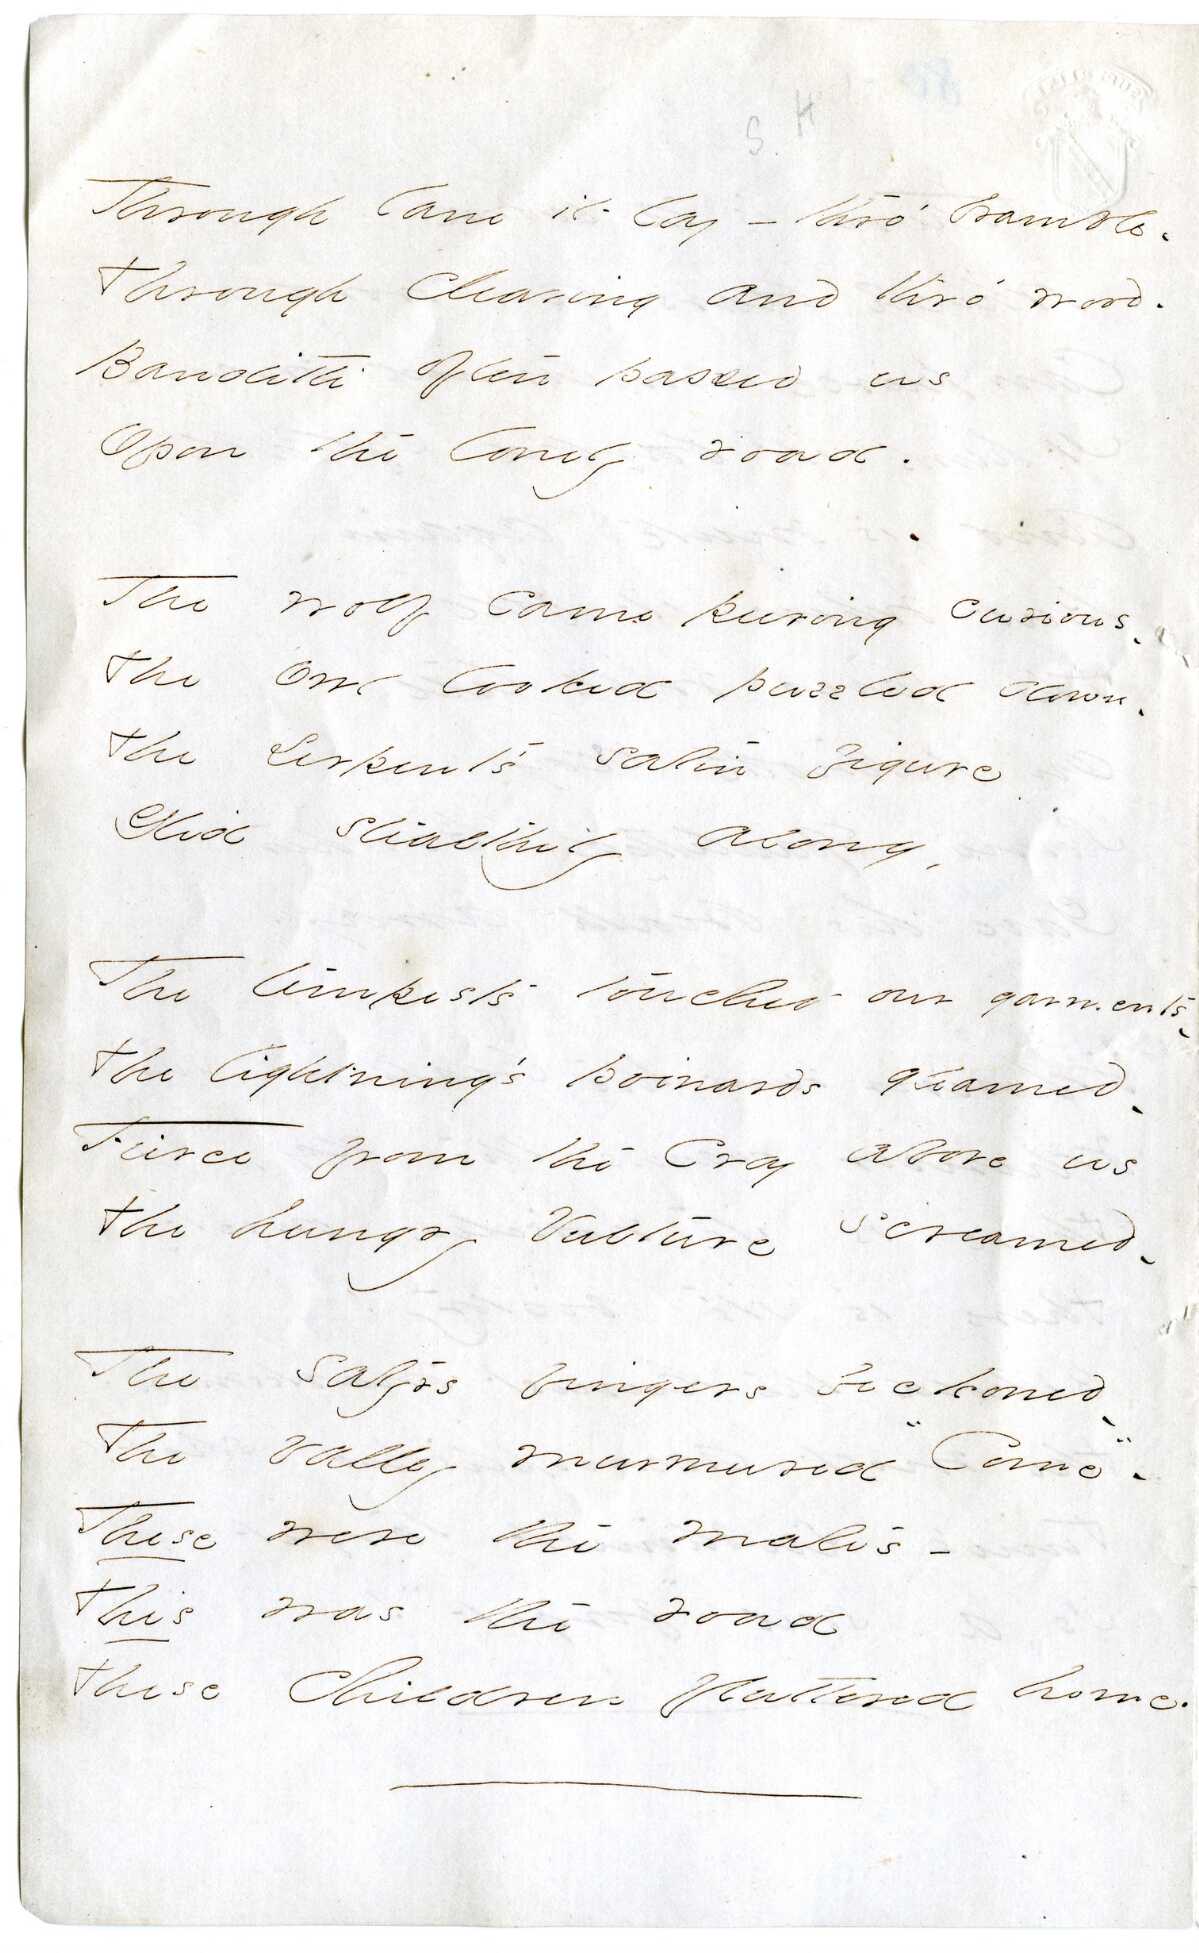 S H
Through lane it lay - thro' bramble.
Through clearing and thro' wood.
Banditti often passed us
Opon the lonely road.
The wolf came peering curious.
The Owl looked puzzled down.
The Serpent's satin figure
Glid stealthily along,
The tempests touched our garments.
The lightning's poinards gleamed.
Fierce from the Crag above us
The hungry Vulture screamed.
The Satyrs fingers beckoned.
The Valley murmured "Come".
These were the mates -
This was the road
These Children fluttered home.